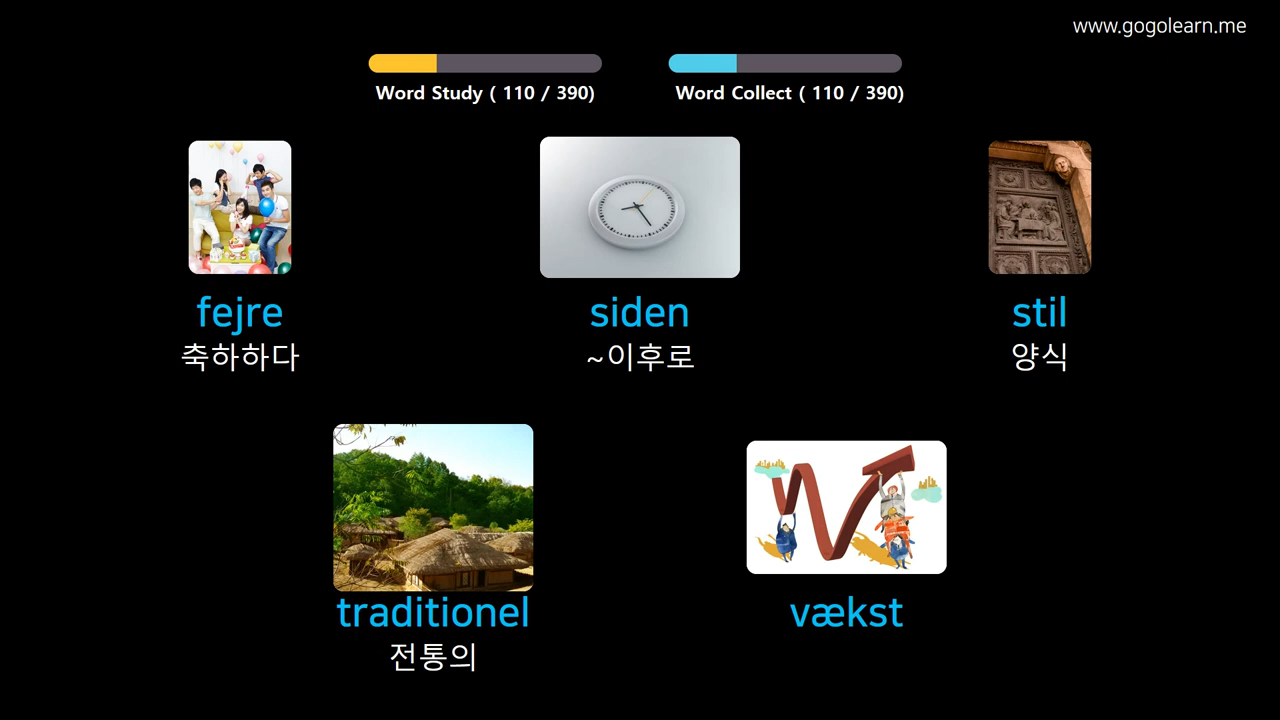 www.gogolearn.me
Word Study ( 110 / 390)
Word Collect ( 110 / 390)
fejre
축하하다
siden
~이후로
stil
양식
traditionel
전통의
vækst